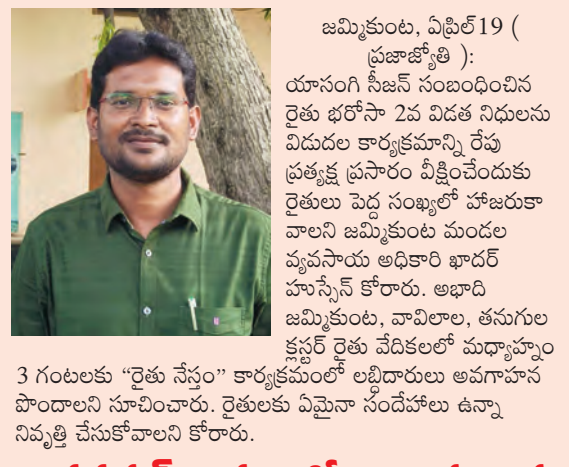 జమ్మికుంట, ఏప్రిల్19 (
ప్రజాజ్యోతి ):
యాసంగి సీజన్ సంబంధించిన
రైతు భరోసా 2వ విడత నిధులను
విడుదల కార్యక్రమాన్ని రేపు
ప్రత్యక్ష ప్రసారం వీక్షించేందుకు
రైతులు పెద్ద సంఖ్యలో హాజరుకా
వాలని జమ్మికుంట మండల
వ్యవసాయ అధికారి ఖాదర్
హుస్సేన్ కోరారు. అభాది
జమ్మికుంట, వావిలాల, తనుగుల
క్లస్టర్ రైతు వేదికలలో మధ్యాహ్నం
3 గంటలకు “రైతు నేస్తం” కార్యక్రమంలో లబ్ధిదారులు అవగాహన
పొందాలని సూచించారు. రైతులకు ఏమైనా సందేహాలు ఉన్నా
నివృత్తి చేసుకోవాలని కోరారు.